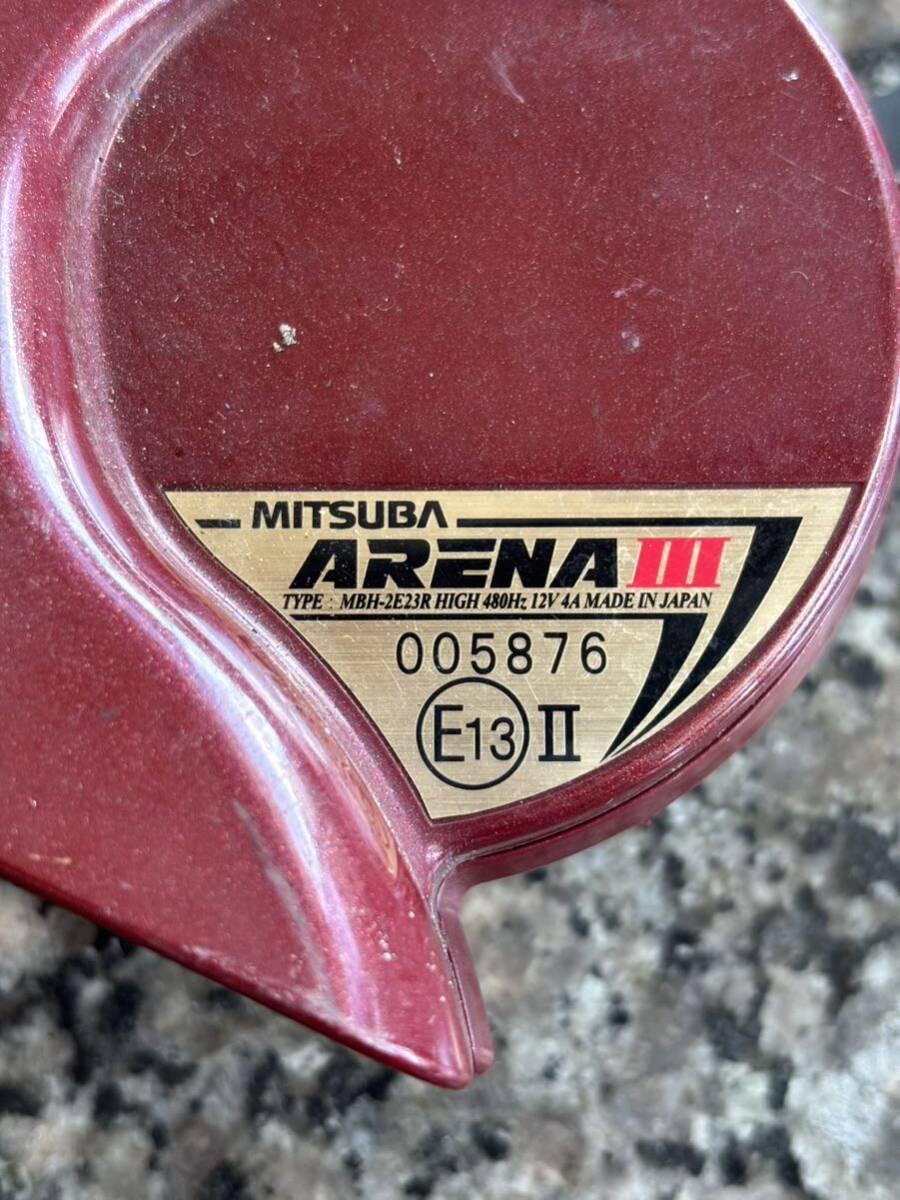 MITSUBA
ARENA III
TYPE : MBH-2E23R HIGH 480Hz 12V 4A MADE IN JAPAN
005876
E13 II